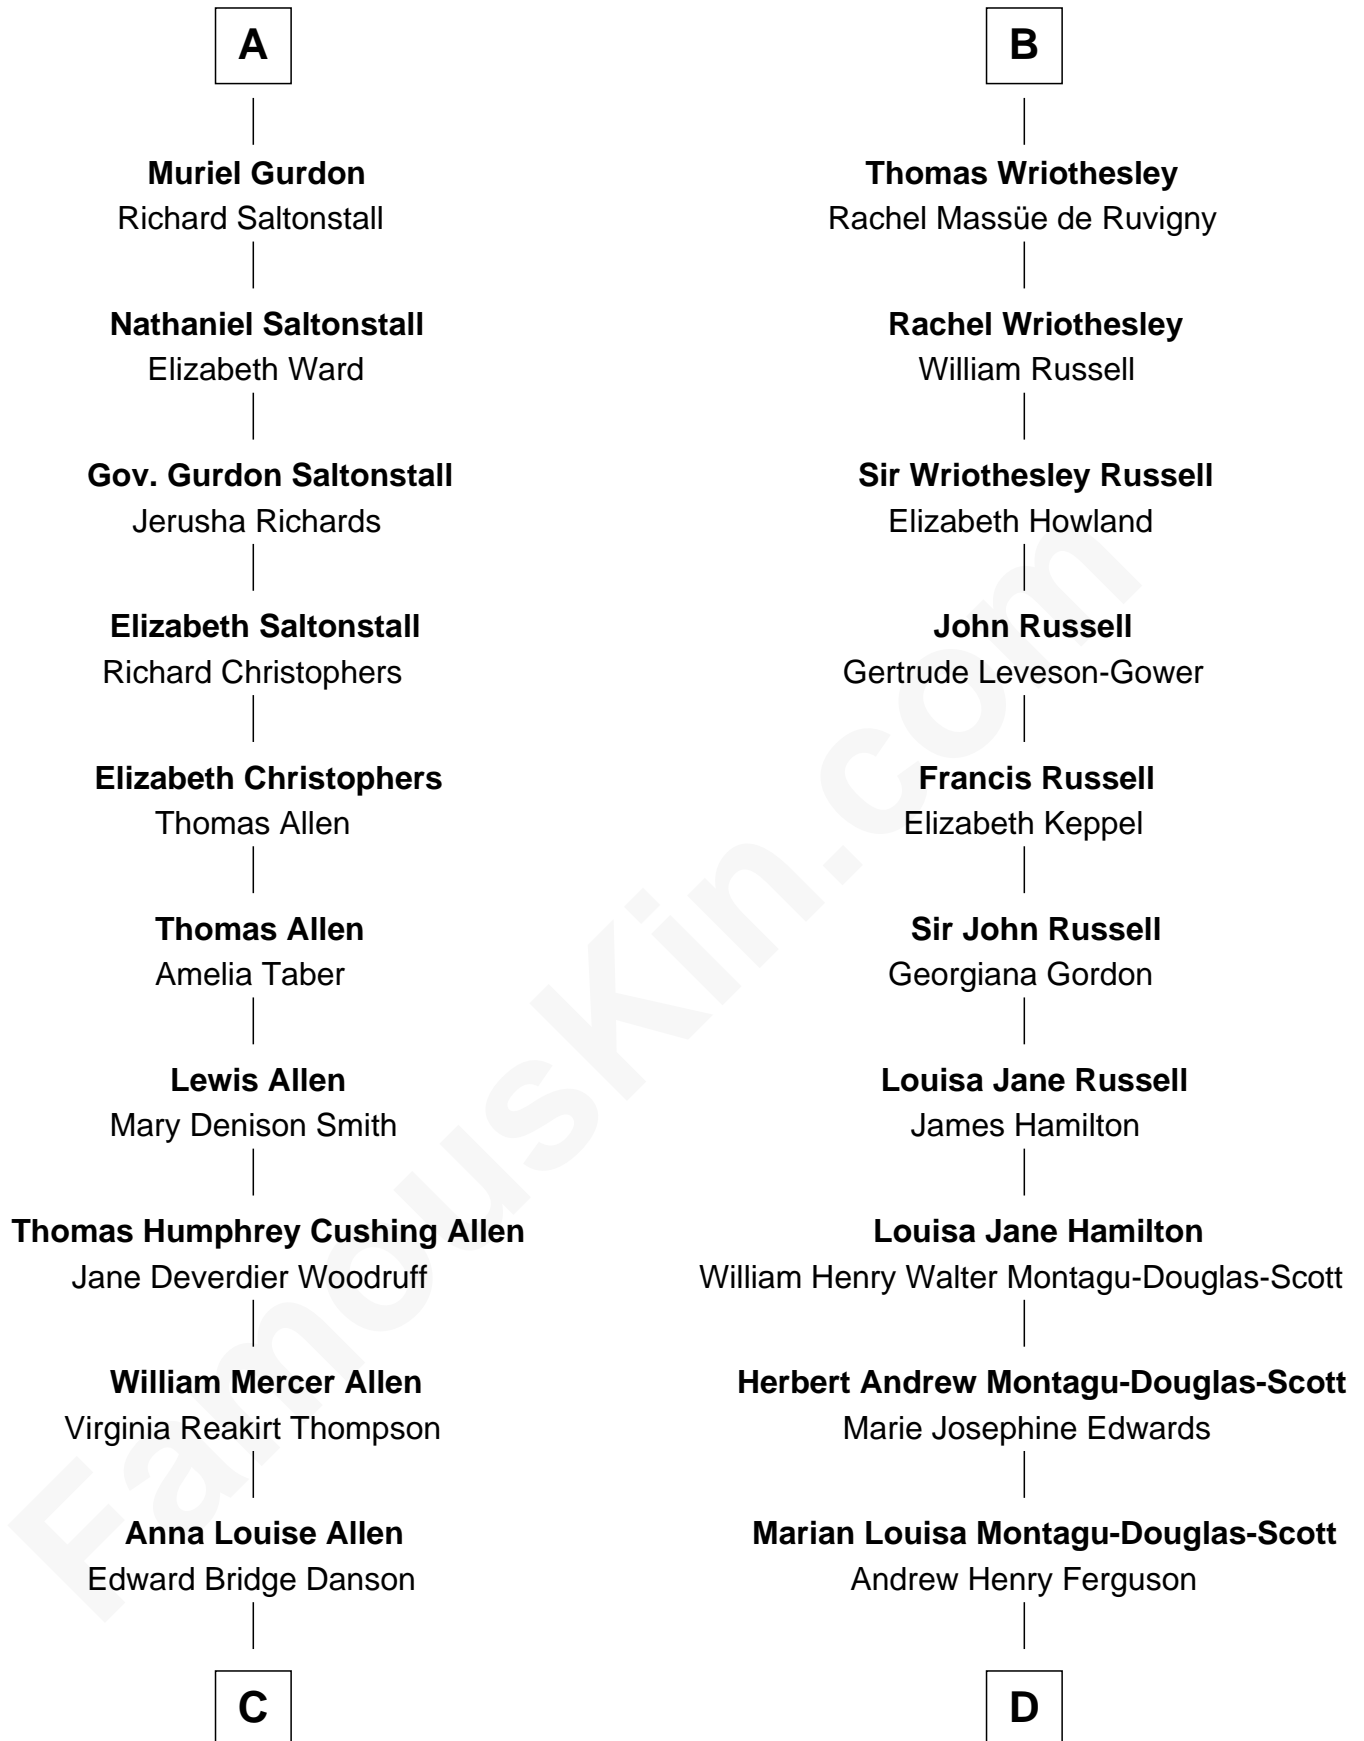 A
Muriel Gurdon
Richard Saltonstall
Nathaniel Saltonstall
Elizabeth Ward
Gov. Gurdon Saltonstall
Jerusha Richards
Elizabeth Saltonstall
Richard Christophers
Elizabeth Christophers
Thomas Allen
Thomas Allen
Amelia Taber
Lewis Allen
Mary Denison Smith
Thomas Humphrey Cushing Allen
Jane Deverdier Woodruff
William Mercer Allen
Virginia Reakirt Thompson
Anna Louise Allen
Edward Bridge Danson
C
B
Thomas Wriothesley
Rachel Massüe de Ruvigny
Rachel Wriothesley
William Russell
Sir Wriothesley Russell
Elizabeth Howland
John Russell
Gertrude Leveson-Gower
Francis Russell
Elizabeth Keppel
Sir John Russell
Georgiana Gordon
Louisa Jane Russell
James Hamilton
Louisa Jane Hamilton
William Henry Walter Montagu-Douglas-Scott
Herbert Andrew Montagu-Douglas-Scott
Marie Josephine Edwards
Marian Louisa Montagu-Douglas-Scott
Andrew Henry Ferguson
D
FamousKin.com